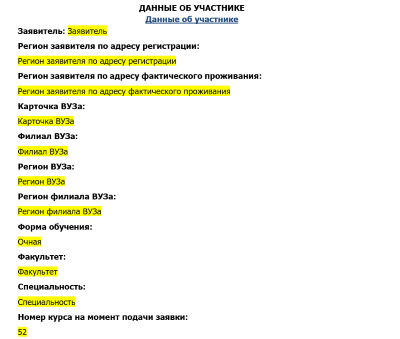 ДАННЫЕ ОБ УЧАСТНИКЕ
Данные об участнике
Заявитель: Заявитель
Регион заявителя по адресу регистрации:
Регион заявителя по адресу регистрации
Регион заявителя по адресу фактического проживания:
Регион заявителя по адресу фактического проживания
Карточка ВУЗа:
Карточка ВУЗа
Филиал ВУЗа:
Филиал ВУЗа
Регион ВУЗа:
Регион ВУЗа
Регион филиала ВУЗа:
Регион филиала ВУЗа
Форма обучения:
Очная
Факультет:
Факультет
Специальность:
Специальность
Номер курса на момент подачи заявки:
52